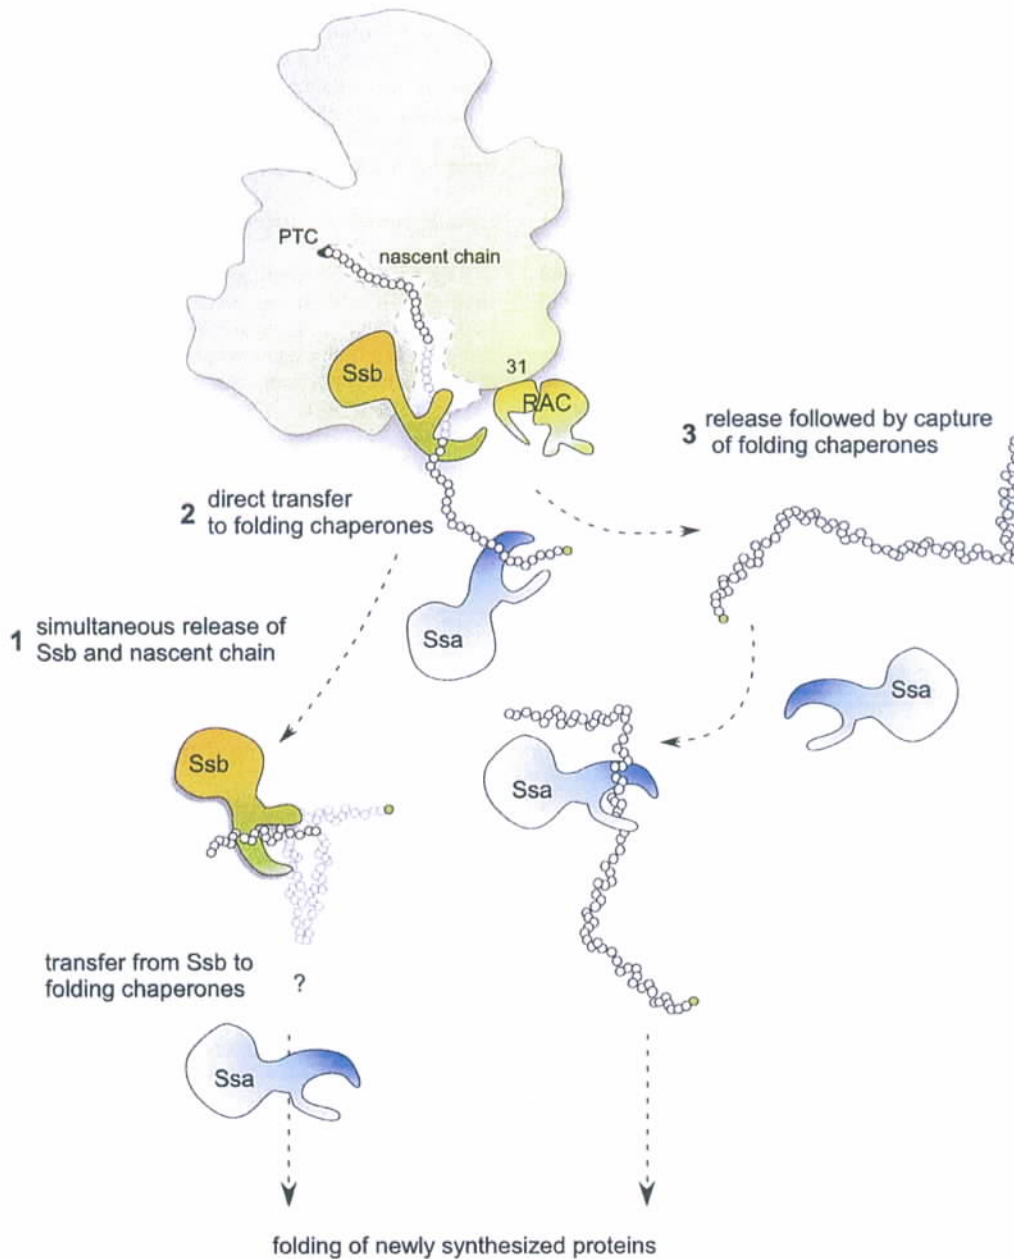 PTC
nascent chain
Ssb
31
RAC
3 release followed by capture
of folding chaperones
2 direct transfer
to folding chaperones
Ssa
1 simultaneous release of
Ssb and nascent chain
Ssa
Ssb
Ssa
transfer from Ssb to
folding chaperones ?
Ssa
folding of newly synthesized proteins